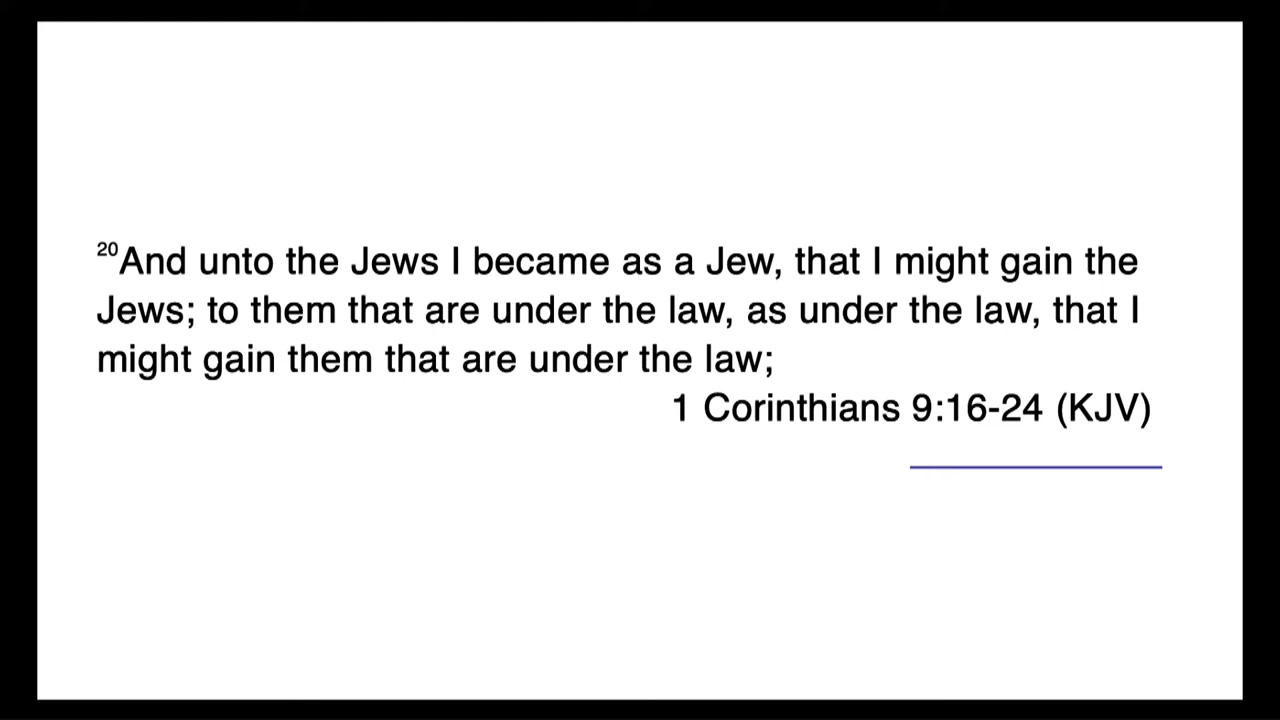 20And unto the Jews I became as a Jew, that I might gain the
Jews; to them that are under the law, as under the law, that I
might gain them that are under the law;
1 Corinthians 9:16-24 (KJV)